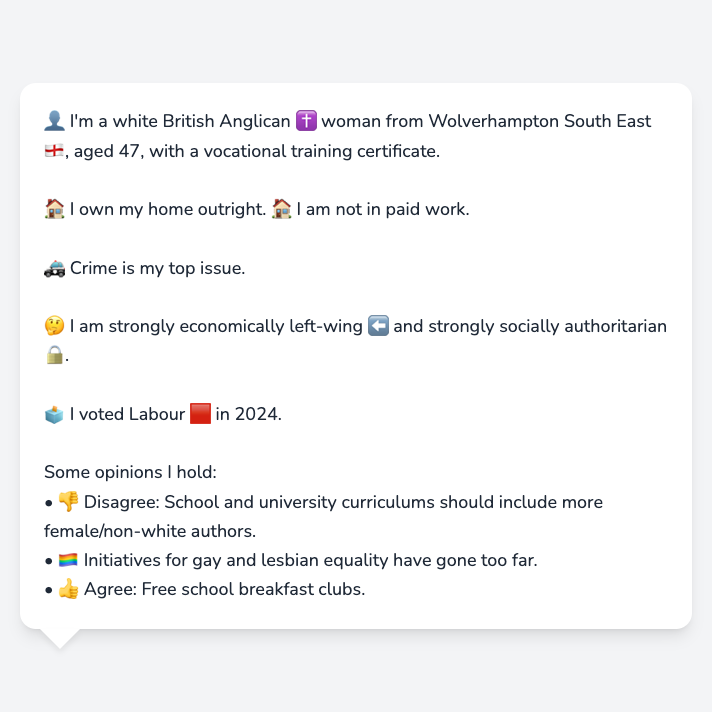 👤 I'm a white British Anglican ✝️ woman from Wolverhampton South East
🏴󠁧󠁢󠁥󠁮󠁧󠁿, aged 47, with a vocational training certificate.
🏠 I own my home outright. 🏠 I am not in paid work.
🚓 Crime is my top issue.
🤔 I am strongly economically left-wing ⬅️ and strongly socially authoritarian
🔒.
🗳️ I voted Labour 🟥 in 2024.
Some opinions I hold:
• 👎 Disagree: School and university curriculums should include more
female/non-white authors.
• 🏳️‍🌈 Initiatives for gay and lesbian equality have gone too far.
• 👍 Agree: Free school breakfast clubs.